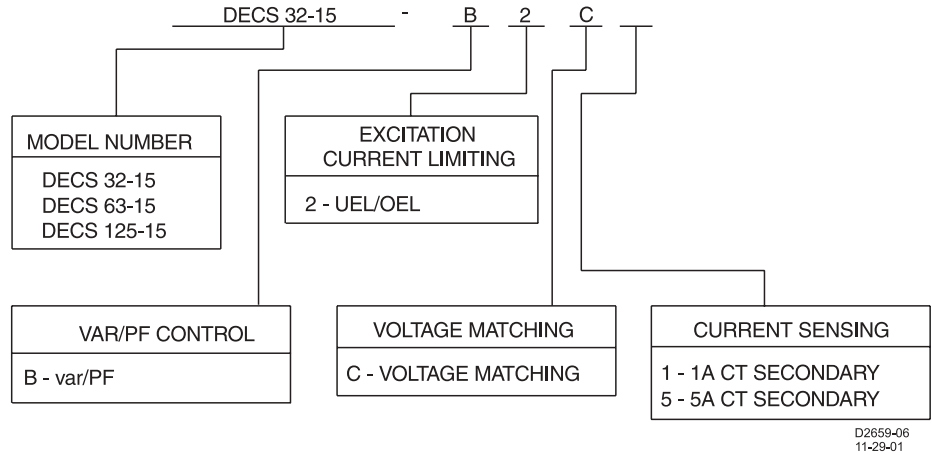 DECS 32-15 - B 2 C
MODEL NUMBER
DECS 32-15
DECS 63-15
DECS 125-15
EXCITATION
CURRENT LIMITING
2 - UEL/OEL
VAR/PF CONTROL
B - var/PF
VOLTAGE MATCHING
C - VOLTAGE MATCHING
CURRENT SENSING
1 - 1A CT SECONDARY
5 - 5A CT SECONDARY
D2659-06
11-29-01